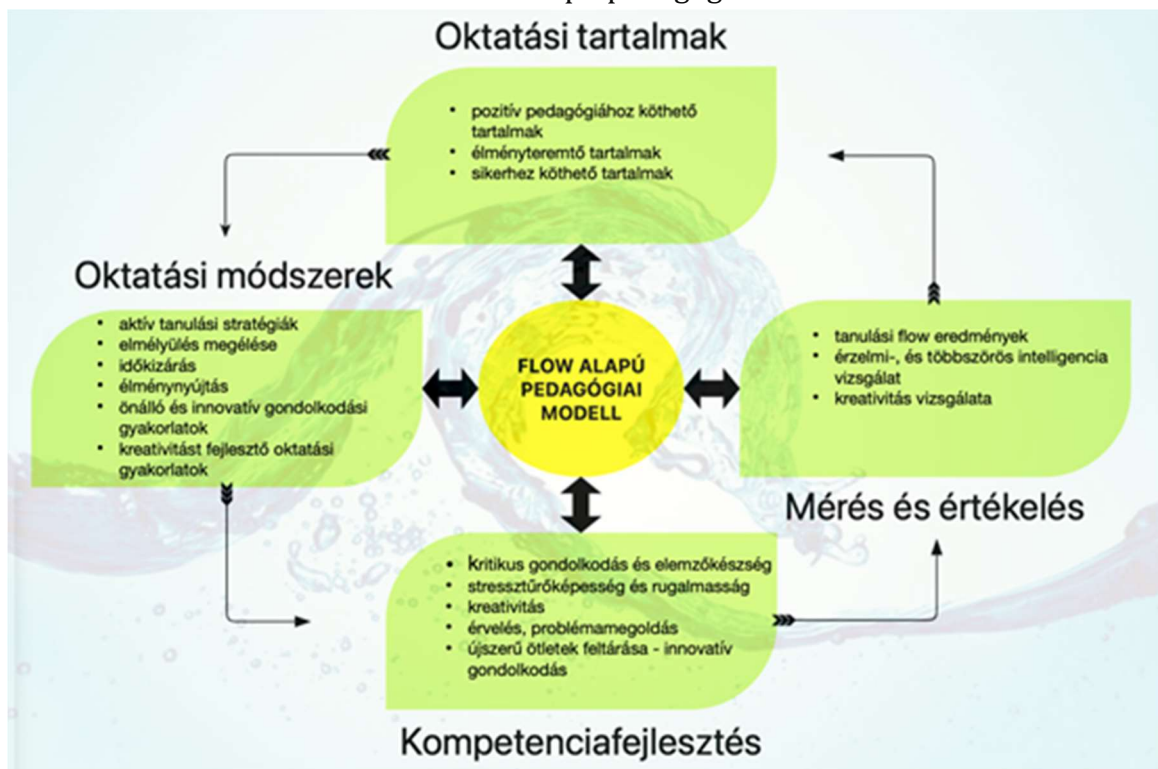 Oktatási tartalmak
• pozitív pedagógiához köthető
tartalmak
• élményteremtő tartalmak
• sikerhez köthető tartalmak
Oktatási módszerek
• aktív tanulási stratégiák
• elmélyülés megélése
• időkizárás
• élménynyújtás
• önálló és innovatív gondolkodási
gyakorlatok
• kreativitást fejlesztő oktatási
gyakorlatok
FLOW ALAPÚ
PEDAGÓGIAI
MODELL
• tanulási flow eredmények
• érzelmi-, és többszörös intelligencia
vizsgálat
• kreativitás vizsgálata
Mérés és értékelés
• Kritikus gondolkodás és elemzőkészség
• stressztűrőképesség és rugalmasság
• kreativitás
• érvelés, problémamegoldás
• újszerű ötletek feltárása - innovatív
gondolkodás
Kompetenciafejlesztés